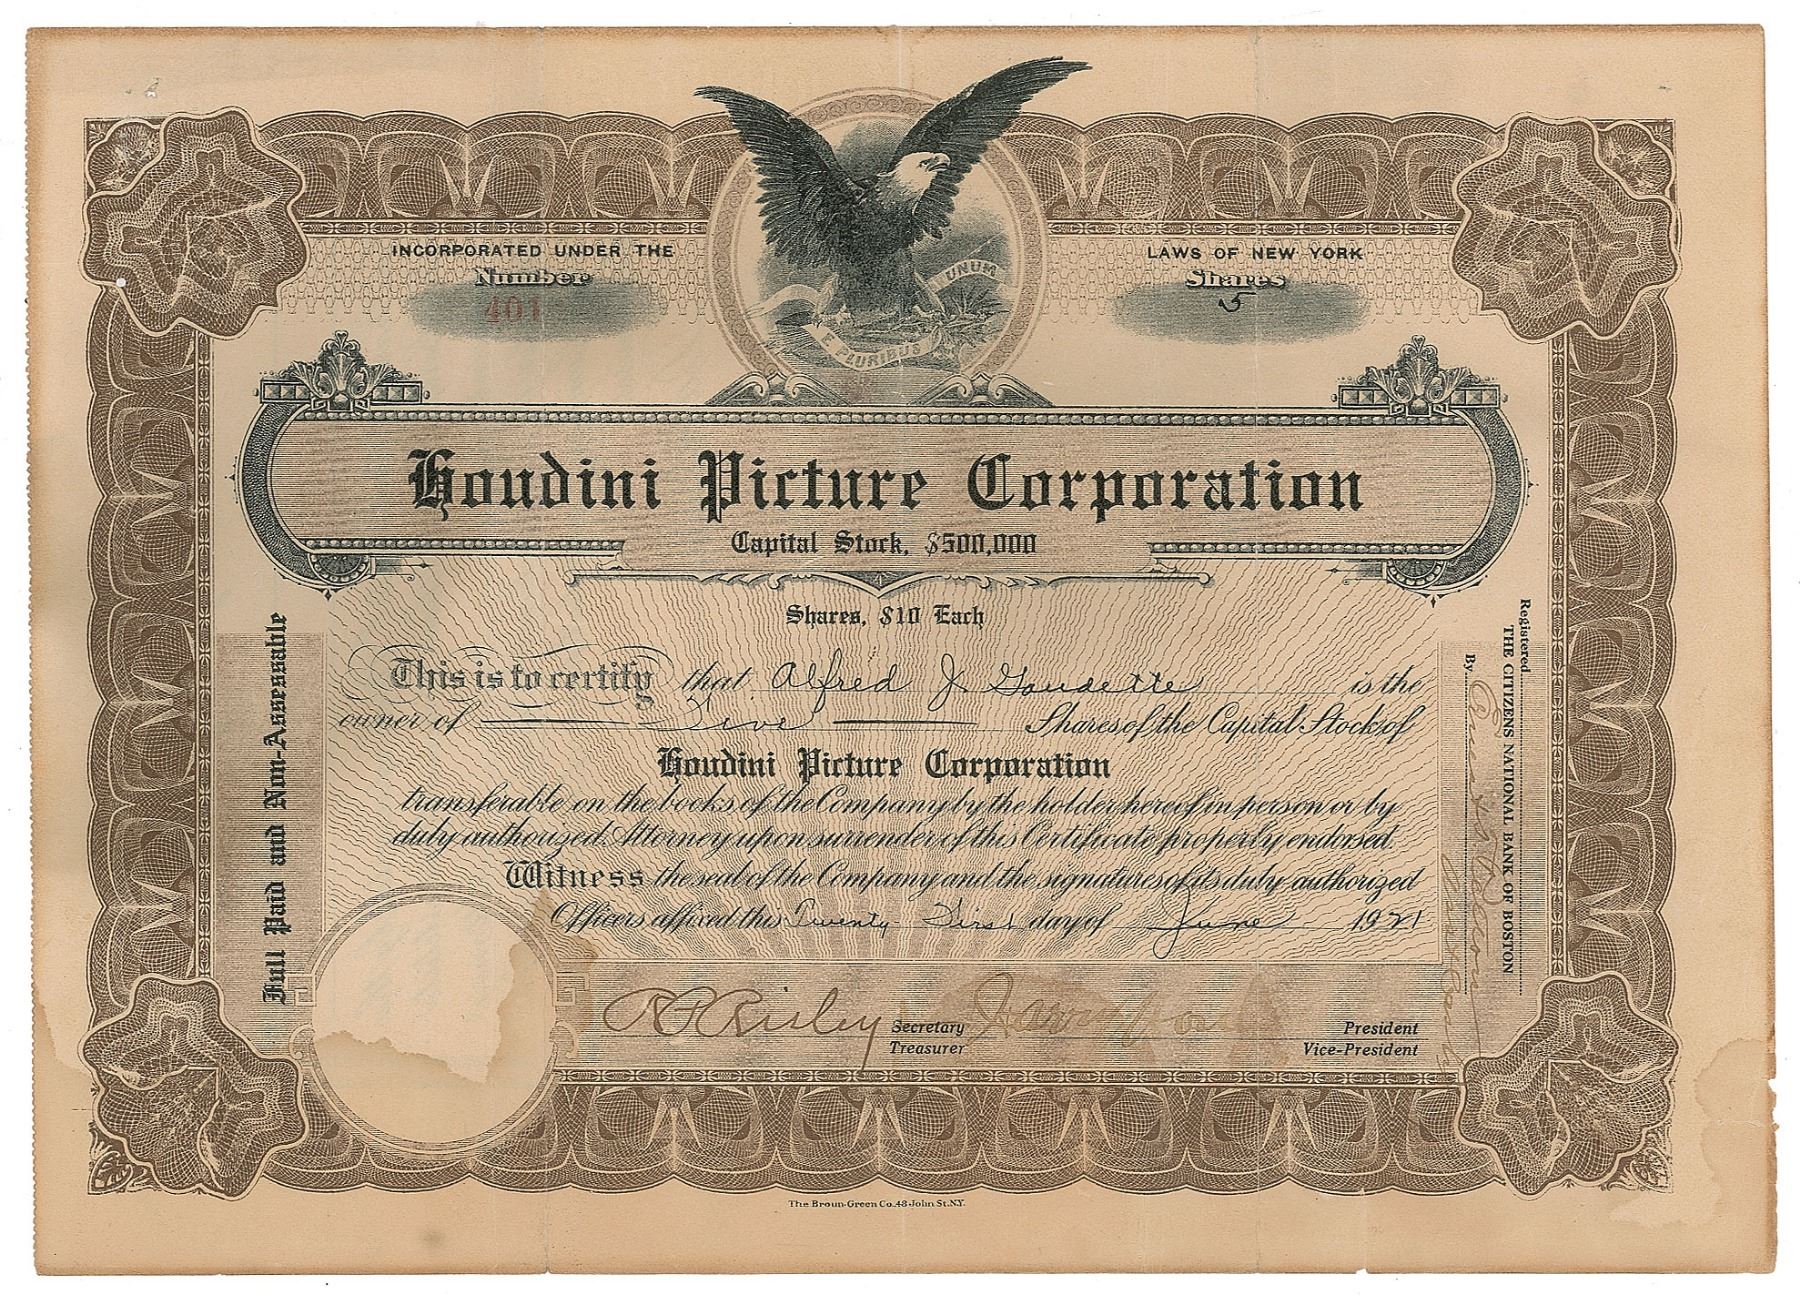 INCORPORATED UNDER THE
LAWS OF NEW YORK
Number
401
Shares
5
E PLURIBUS UNUM
Houdini Picture Corporation
Capital Stock, $500,000
Shares, $10 Each
This is to certify that Alfred J Gaudette is the
owner of Five Shares of the Capital Stock of
Houdini Picture Corporation
transferable on the books of the Company by the holder hereof in person or by
duly authorized Attorney upon surrender of this Certificate properly endorsed.
Witness the seal of the Company and the signatures of its duly authorized
Officers affixed this Twenty First day of June 1921
Secretary
Treasurer
President
Vice-President
Full Paid and Non-Assessable
Registered
THE CITIZENS NATIONAL BANK OF BOSTON
By
The Broun-Green Co. 48 John St. N.Y.